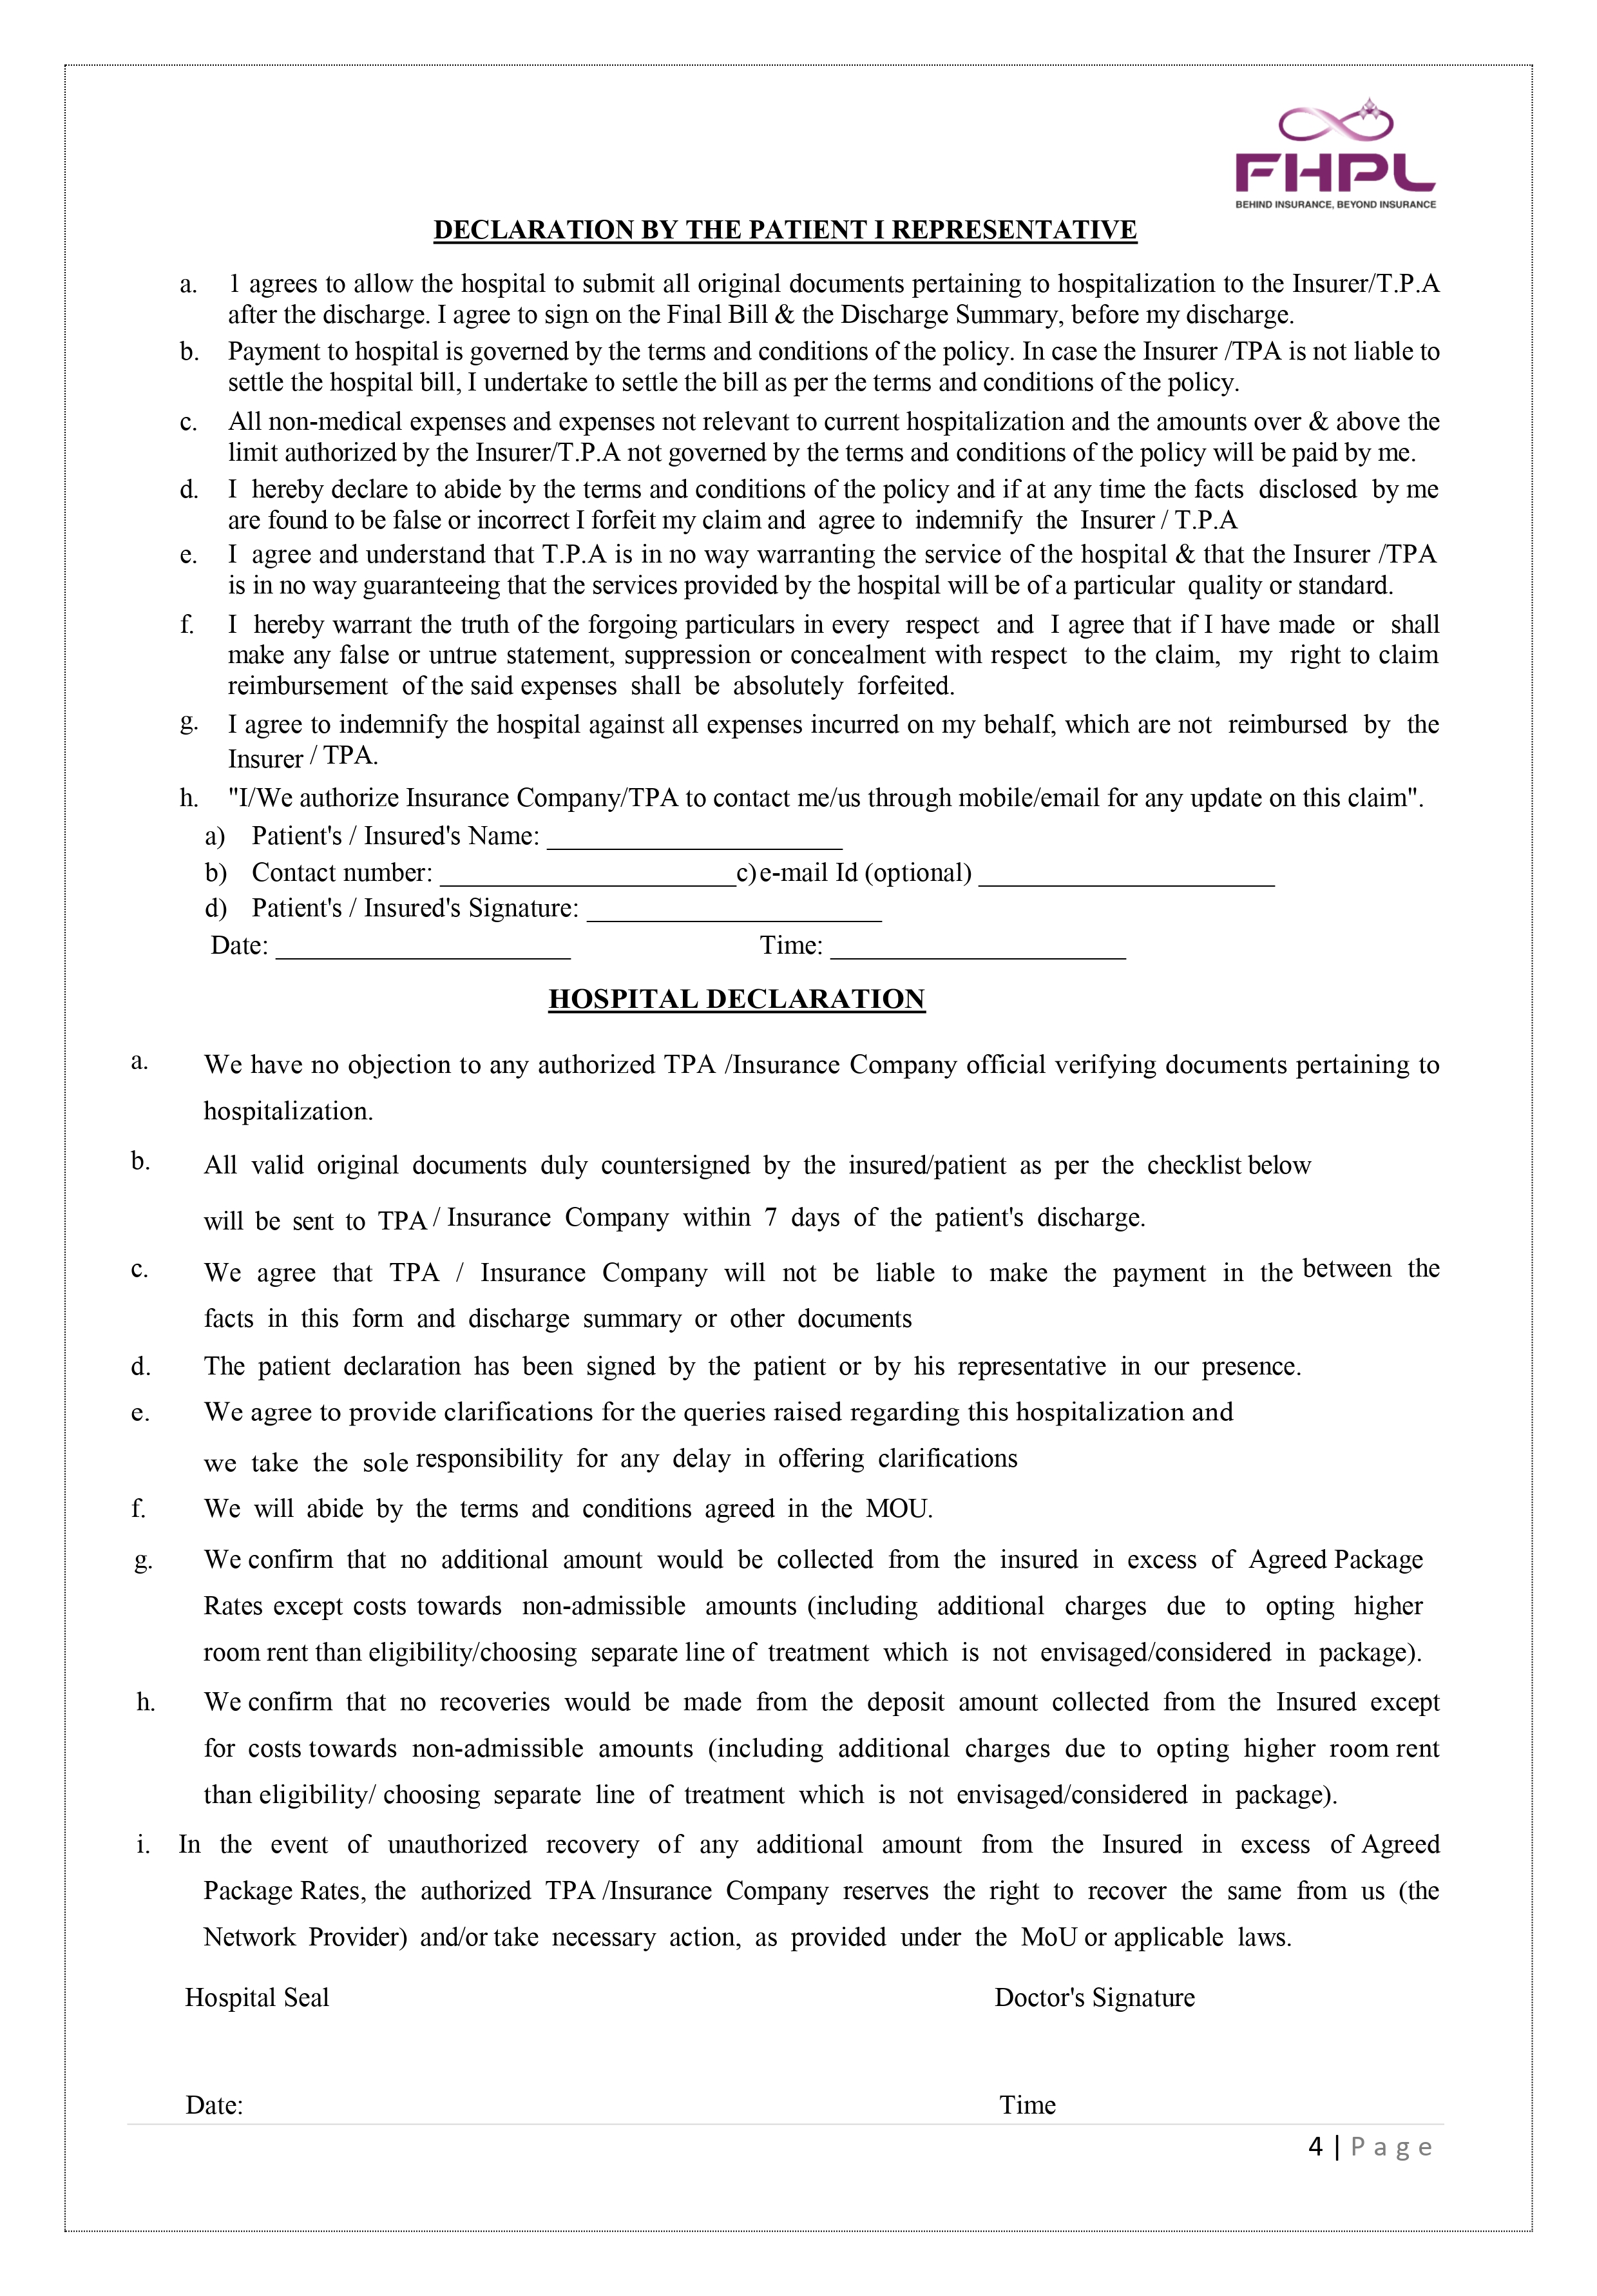 FHPL
BEHIND INSURANCE, BEYOND INSURANCE
DECLARATION BY THE PATIENT I REPRESENTATIVE
a. 1 agrees to allow the hospital to submit all original documents pertaining to hospitalization to the Insurer/T.P.A
after the discharge. I agree to sign on the Final Bill & the Discharge Summary, before my discharge.
b. Payment to hospital is governed by the terms and conditions of the policy. In case the Insurer /TPA is not liable to
settle the hospital bill, I undertake to settle the bill as per the terms and conditions of the policy.
c. All non-medical expenses and expenses not relevant to current hospitalization and the amounts over & above the
limit authorized by the Insurer/T.P.A not governed by the terms and conditions of the policy will be paid by me.
d. I hereby declare to abide by the terms and conditions of the policy and if at any time the facts disclosed by me
are found to be false or incorrect I forfeit my claim and agree to indemnify the Insurer / T.P.A
e. I agree and understand that T.P.A is in no way warranting the service of the hospital & that the Insurer /TPA
is in no way guaranteeing that the services provided by the hospital will be of a particular quality or standard.
f. I hereby warrant the truth of the forgoing particulars in every respect and I agree that if I have made or shall
make any false or untrue statement, suppression or concealment with respect to the claim, my right to claim
reimbursement of the said expenses shall be absolutely forfeited.
g. I agree to indemnify the hospital against all expenses incurred on my behalf, which are not reimbursed by the
Insurer / TPA.
h. "I/We authorize Insurance Company/TPA to contact me/us through mobile/email for any update on this claim".
a) Patient's / Insured's Name: ______________________
b) Contact number: ______________________c) e-mail Id (optional) ______________________
d) Patient's / Insured's Signature: ______________________
Date: ______________________ Time: ______________________
HOSPITAL DECLARATION
a. We have no objection to any authorized TPA /Insurance Company official verifying documents pertaining to
hospitalization.
b. All valid original documents duly countersigned by the insured/patient as per the checklist below
will be sent to TPA / Insurance Company within 7 days of the patient's discharge.
c. We agree that TPA / Insurance Company will not be liable to make the payment in the between the
facts in this form and discharge summary or other documents
d. The patient declaration has been signed by the patient or by his representative in our presence.
e. We agree to provide clarifications for the queries raised regarding this hospitalization and
we take the sole responsibility for any delay in offering clarifications
f. We will abide by the terms and conditions agreed in the MOU.
g. We confirm that no additional amount would be collected from the insured in excess of Agreed Package
Rates except costs towards non-admissible amounts (including additional charges due to opting higher
room rent than eligibility/choosing separate line of treatment which is not envisaged/considered in package).
h. We confirm that no recoveries would be made from the deposit amount collected from the Insured except
for costs towards non-admissible amounts (including additional charges due to opting higher room rent
than eligibility/ choosing separate line of treatment which is not envisaged/considered in package).
i. In the event of unauthorized recovery of any additional amount from the Insured in excess of Agreed
Package Rates, the authorized TPA /Insurance Company reserves the right to recover the same from us (the
Network Provider) and/or take necessary action, as provided under the MoU or applicable laws.
Hospital Seal Doctor's Signature
Date: Time
4 | Page